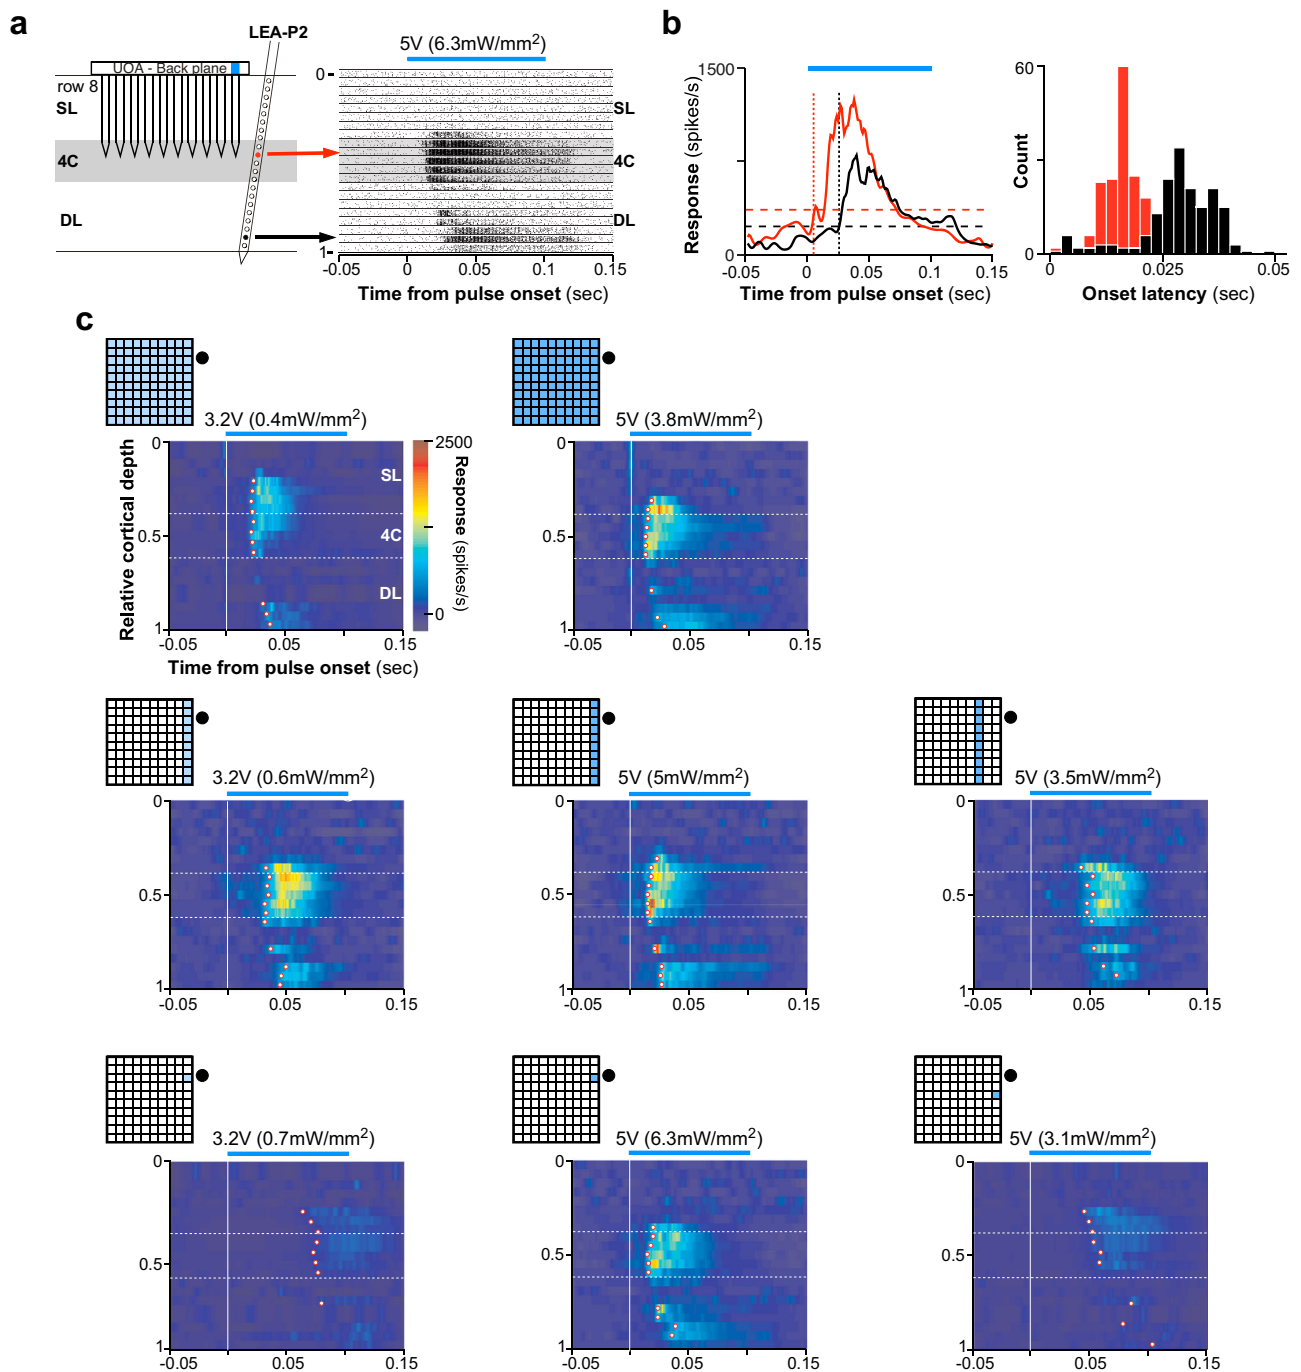 a
LEA-P2
UOA - Back plane
row 8
SL
4C
DL
5V (6.3mW/mm²)
0
SL
4C
DL
1
-0.05 0 0.05 0.1 0.15
Time from pulse onset (sec)
b
1500
Response (spikes/s)
0
-0.05 0 0.05 0.1 0.15
Time from pulse onset (sec)
60
Count
0
0 0.025 0.05
Onset latency (sec)
c
3.2V (0.4mW/mm²)
0
Relative cortical depth
0.5
1
SL
4C
DL
2500
Response (spikes/s)
0
-0.05 0 0.05 0.15
Time from pulse onset (sec)
5V (3.8mW/mm²)
0
0.5
1
-0.05 0 0.05 0.15
3.2V (0.6mW/mm²)
0
0.5
1
-0.05 0 0.05 0.15
5V (5mW/mm²)
0
0.5
1
-0.05 0 0.05 0.15
5V (3.5mW/mm²)
0
0.5
1
-0.05 0 0.05 0.15
3.2V (0.7mW/mm²)
0
0.5
1
-0.05 0 0.05 0.15
5V (6.3mW/mm²)
0
0.5
1
-0.05 0 0.05 0.15
5V (3.1mW/mm²)
0
0.5
1
-0.05 0 0.05 0.15